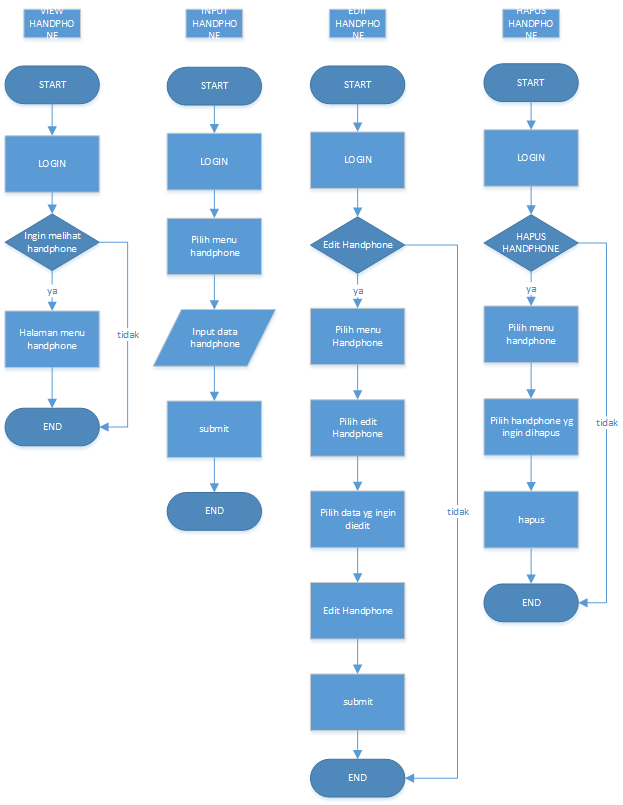 VIEW
HANDPHO
NE
START
LOGIN
Ingin melihat
handphone
ya
Halaman menu
handphone
tidak
END
INPUT
HANDPHO
NE
START
LOGIN
Pilih menu
handphone
Input data
handphone
submit
END
EDIT
HANDPHO
NE
START
LOGIN
Edit Handphone
ya
Pilih menu
Handphone
Pilih edit
Handphone
Pilih data yg ingin
diedit
tidak
Edit Handphone
submit
END
HAPUS
HANDPHO
NE
START
LOGIN
HAPUS
HANDPHONE
ya
Pilih menu
handphone
Pilih handphone yg
ingin dihapus
tidak
hapus
END